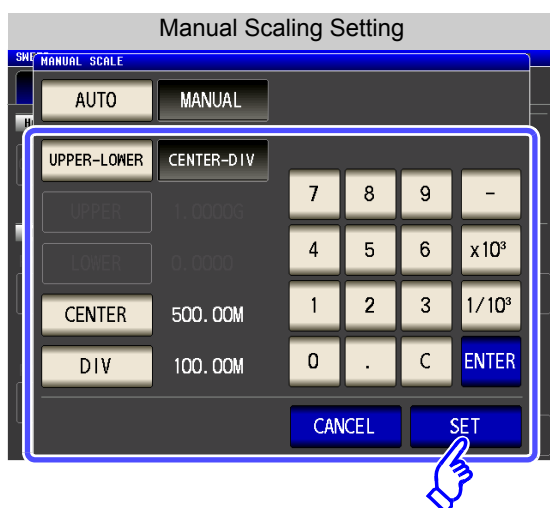 Manual Scaling Setting
MANUAL SCALE
AUTO MANUAL
UPPER-LOWER CENTER-DIV
7 8 9 −
UPPER 1.0000G
4 5 6 x10³
LOWER 0.0000
CENTER 500.00M 1 2 3 1/10³
DIV 100.00M 0 . C ENTER
CANCEL SET